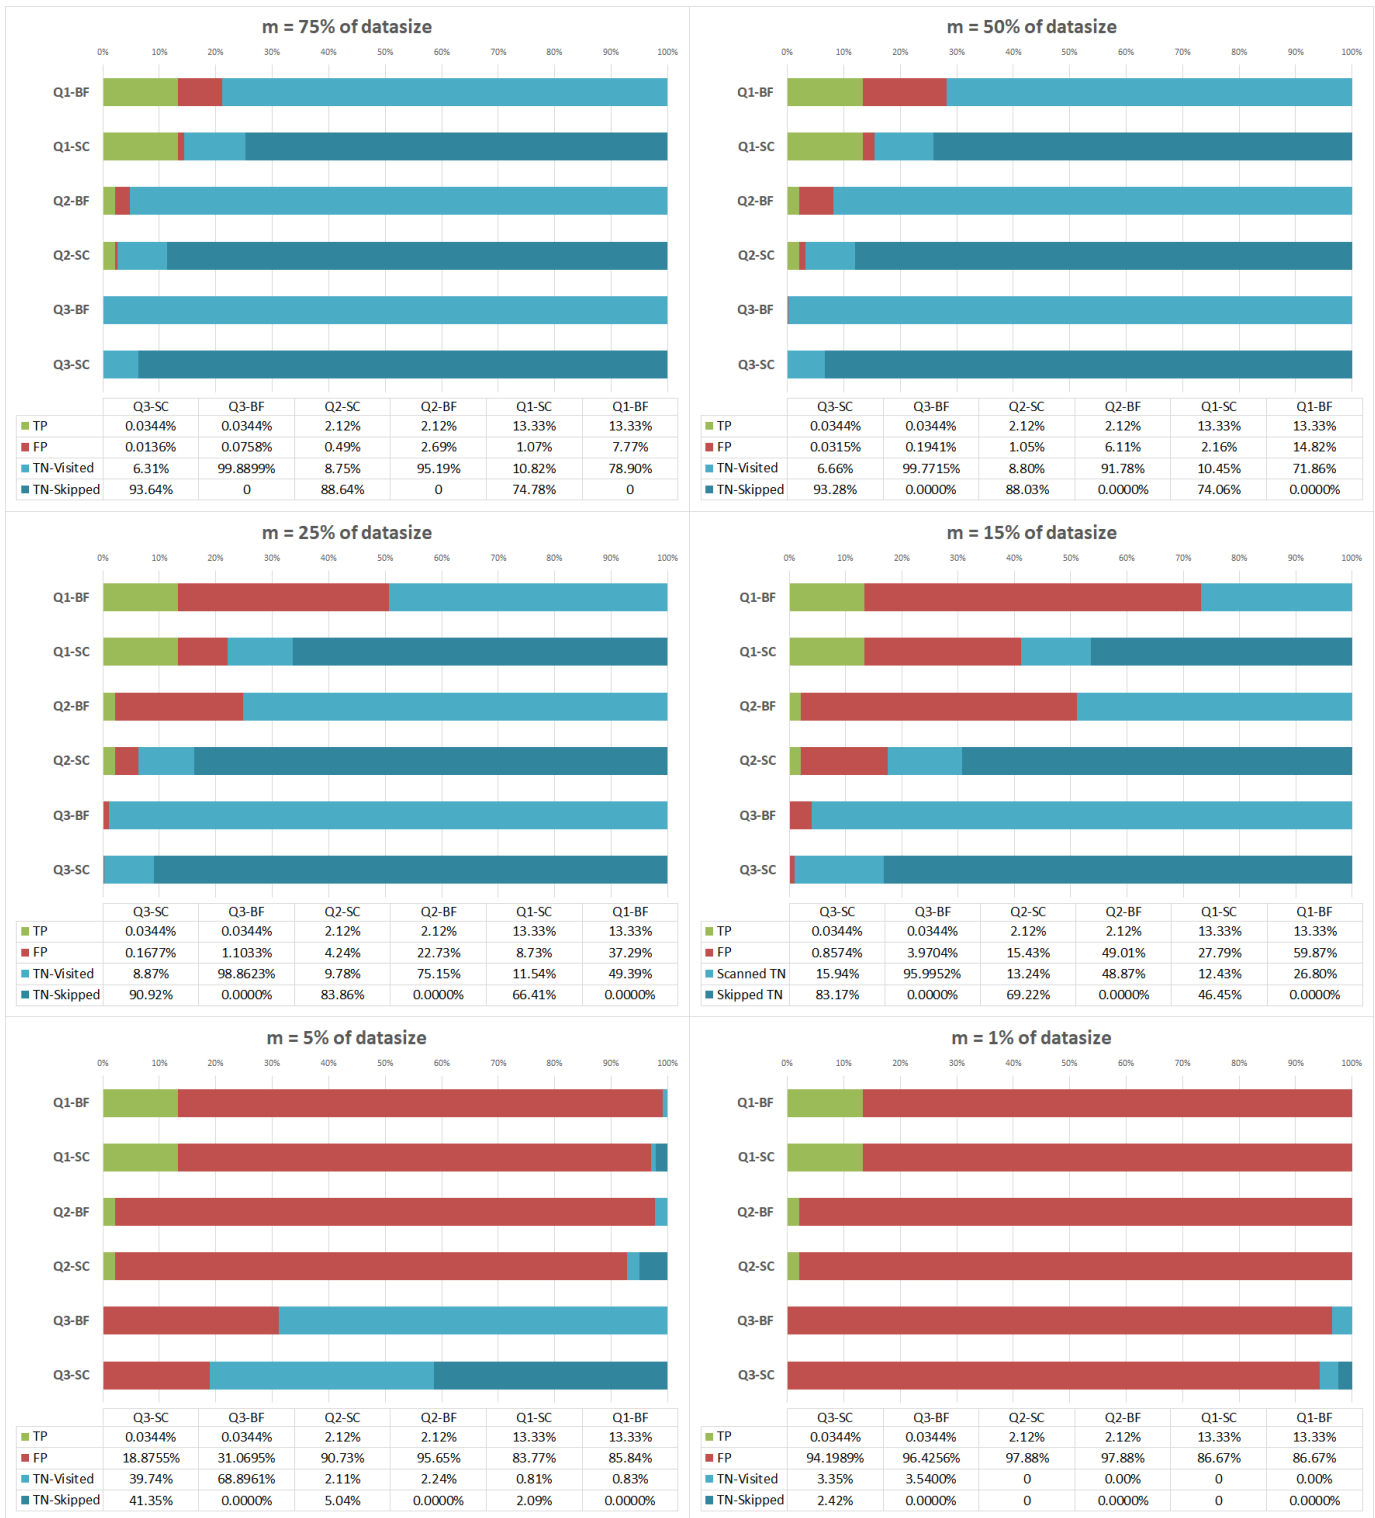 m = 75% of datasize
0% 10% 20% 30% 40% 50% 60% 70% 80% 90% 100%
Q1-BF
Q1-SC
Q2-BF
Q2-SC
Q3-BF
Q3-SC
Q3-SC Q3-BF Q2-SC Q2-BF Q1-SC Q1-BF
TP 0.0344% 0.0344% 2.12% 2.12% 13.33% 13.33%
FP 0.0136% 0.0758% 0.49% 2.69% 1.07% 7.77%
TN-Visited 6.31% 99.8899% 8.75% 95.19% 10.82% 78.90%
TN-Skipped 93.64% 0 88.64% 0 74.78% 0
m = 50% of datasize
0% 10% 20% 30% 40% 50% 60% 70% 80% 90% 100%
Q1-BF
Q1-SC
Q2-BF
Q2-SC
Q3-BF
Q3-SC
Q3-SC Q3-BF Q2-SC Q2-BF Q1-SC Q1-BF
TP 0.0344% 0.0344% 2.12% 2.12% 13.33% 13.33%
FP 0.0315% 0.1941% 1.05% 6.11% 2.16% 14.82%
TN-Visited 6.66% 99.7715% 8.80% 91.78% 10.45% 71.86%
TN-Skipped 93.28% 0.0000% 88.03% 0.0000% 74.06% 0.0000%
m = 25% of datasize
0% 10% 20% 30% 40% 50% 60% 70% 80% 90% 100%
Q1-BF
Q1-SC
Q2-BF
Q2-SC
Q3-BF
Q3-SC
Q3-SC Q3-BF Q2-SC Q2-BF Q1-SC Q1-BF
TP 0.0344% 0.0344% 2.12% 2.12% 13.33% 13.33%
FP 0.1677% 1.1033% 4.24% 22.73% 8.73% 37.29%
TN-Visited 8.87% 98.8623% 9.78% 75.15% 11.54% 49.39%
TN-Skipped 90.92% 0.0000% 83.86% 0.0000% 66.41% 0.0000%
m = 15% of datasize
0% 10% 20% 30% 40% 50% 60% 70% 80% 90% 100%
Q1-BF
Q1-SC
Q2-BF
Q2-SC
Q3-BF
Q3-SC
Q3-SC Q3-BF Q2-SC Q2-BF Q1-SC Q1-BF
TP 0.0344% 0.0344% 2.12% 2.12% 13.33% 13.33%
FP 0.8574% 3.9704% 15.43% 49.01% 27.79% 59.87%
Scanned TN 15.94% 95.9952% 13.24% 48.87% 12.43% 26.80%
Skipped TN 83.17% 0.0000% 69.22% 0.0000% 46.45% 0.0000%
m = 5% of datasize
0% 10% 20% 30% 40% 50% 60% 70% 80% 90% 100%
Q1-BF
Q1-SC
Q2-BF
Q2-SC
Q3-BF
Q3-SC
Q3-SC Q3-BF Q2-SC Q2-BF Q1-SC Q1-BF
TP 0.0344% 0.0344% 2.12% 2.12% 13.33% 13.33%
FP 18.8755% 31.0695% 90.73% 95.65% 83.77% 85.84%
TN-Visited 39.74% 68.8961% 2.11% 2.24% 0.81% 0.83%
TN-Skipped 41.35% 0.0000% 5.04% 0.0000% 2.09% 0.0000%
m = 1% of datasize
0% 10% 20% 30% 40% 50% 60% 70% 80% 90% 100%
Q1-BF
Q1-SC
Q2-BF
Q2-SC
Q3-BF
Q3-SC
Q3-SC Q3-BF Q2-SC Q2-BF Q1-SC Q1-BF
TP 0.0344% 0.0344% 2.12% 2.12% 13.33% 13.33%
FP 94.1989% 96.4256% 97.88% 97.88% 86.67% 86.67%
TN-Visited 3.35% 3.5400% 0 0.00% 0 0.00%
TN-Skipped 2.42% 0.0000% 0 0.0000% 0 0.0000%